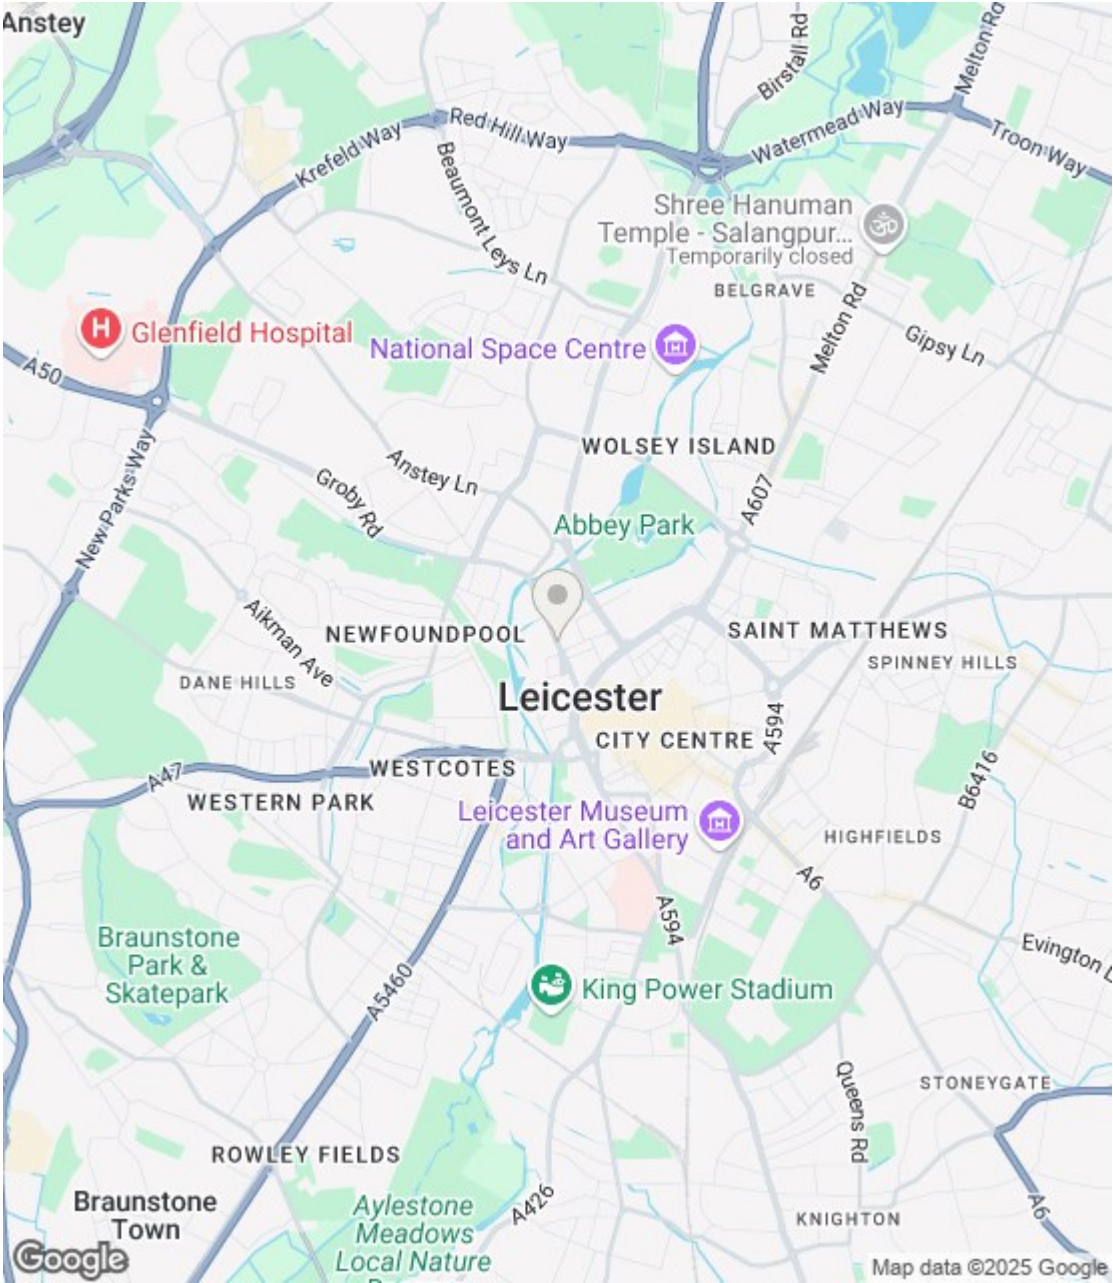 Anstey
Melton Rd
Birstall Rd
Red Hill Way
Krefeld Way
Watermead Way
Troon Way
Beaumont Leys Ln
Shree Hanuman
Temple - Salangpur...
Temporarily closed
BELGRAVE
Melton Rd
Gipsy Ln
H
Glenfield Hospital
National Space Centre
A50
WOLSEY ISLAND
New Parks Way
Anstey Ln
Groby Rd
A607
Abbey Park
Aikman Ave
NEWFOUNDPOOL
SAINT MATTHEWS
SPINNEY HILLS
DANE HILLS
Leicester
CITY CENTRE
A594
A47
WESTCOTES
B6416
WESTERN PARK
Leicester Museum
and Art Gallery
HIGHFIELDS
A6
A594
Braunstone
Park &
Skatepark
Evington
A5460
King Power Stadium
Queens Rd
STONEYGATE
ROWLEY FIELDS
Braunstone
Town
Aylestone
Meadows
Local Nature
A426
KNIGHTON
A6
Google
Map data ©2025 Google